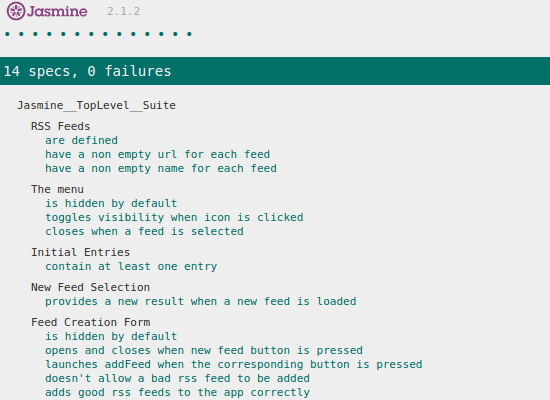 Jasmine 2.1.2
14 specs, 0 failures
Jasmine__TopLevel__Suite
RSS Feeds
are defined
have a non empty url for each feed
have a non empty name for each feed
The menu
is hidden by default
toggles visibility when icon is clicked
closes when a feed is selected
Initial Entries
contain at least one entry
New Feed Selection
provides a new result when a new feed is loaded
Feed Creation Form
is hidden by default
opens and closes when new feed button is pressed
launches addFeed when the corresponding button is pressed
doesn't allow a bad rss feed to be added
adds good rss feeds to the app correctly